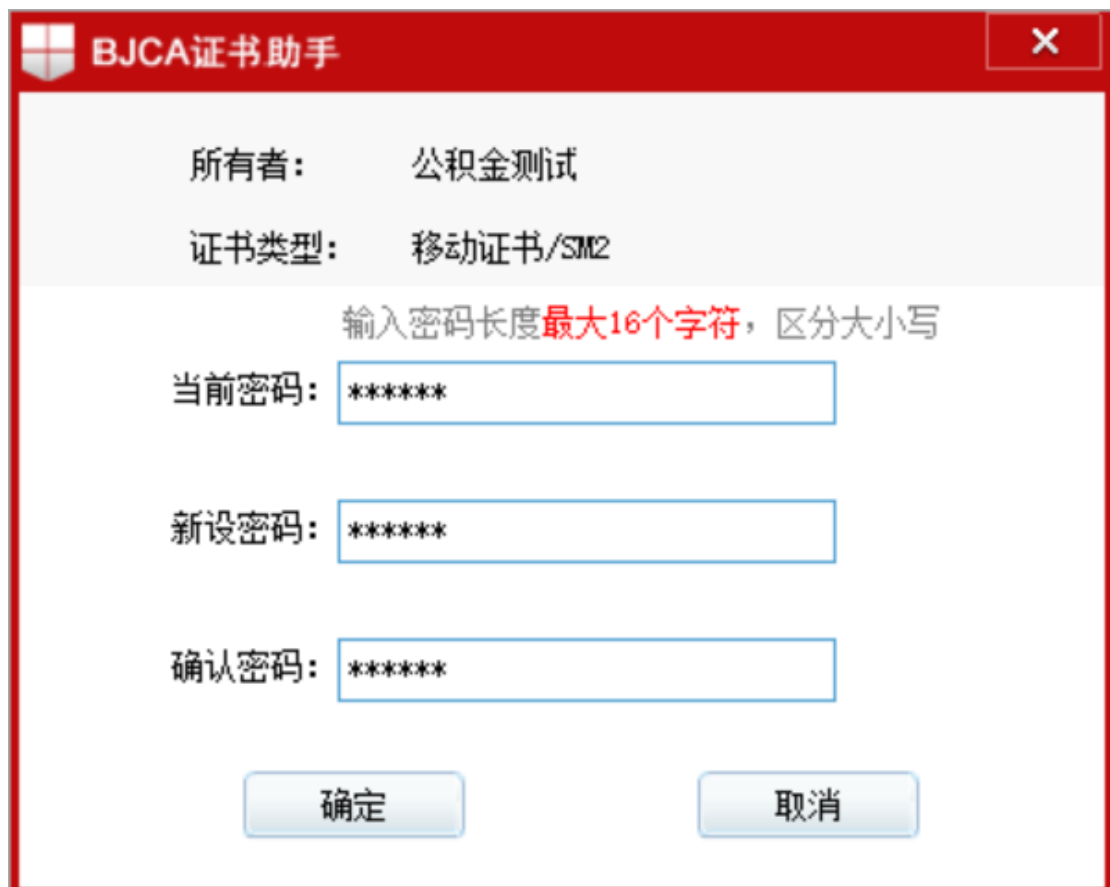 BJCA证书助手
所有者： 公积金测试
证书类型： 移动证书/SM2
输入密码长度最大16个字符，区分大小写
当前密码： ******
新设密码： ******
确认密码： ******
确定 取消